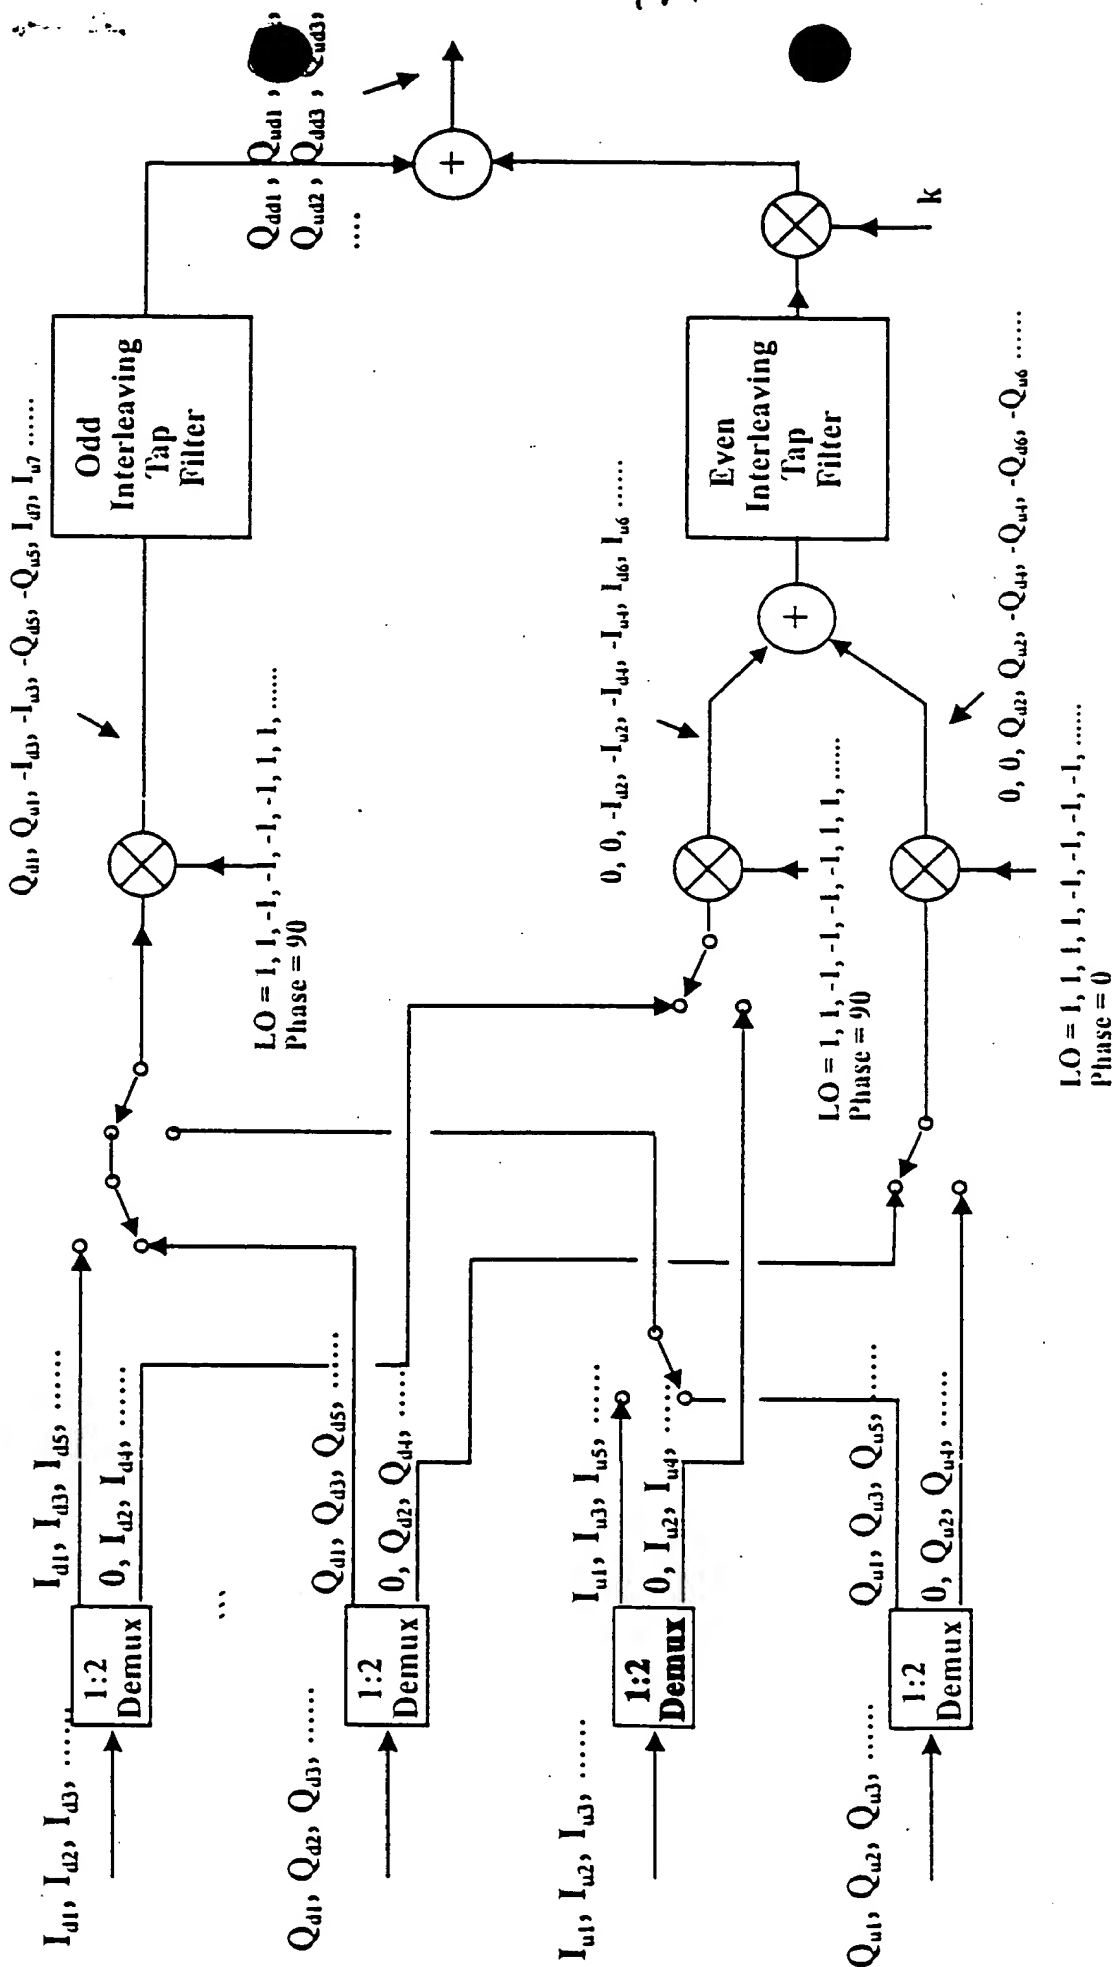 I_d1, I_d2, I_d3, ......
1:2
Demux
I_d1, I_d3, I_d5, ......
0, I_d2, I_d4, ......
Q_d1, Q_d2, Q_d3, ......
1:2
Demux
Q_d1, Q_d3, Q_d5, ......
0, Q_d2, Q_d4, ......
I_u1, I_u2, I_u3, ......
1:2
Demux
I_u1, I_u3, I_u5, ......
0, I_u2, I_u4, ......
Q_u1, Q_u2, Q_u3, ......
1:2
Demux
Q_u1, Q_u3, Q_u5, ......
0, Q_u2, Q_u4, ......
LO = 1, 1, -1, -1, -1, -1, 1, 1, ......
Phase = 90
Q_d1, Q_u1, -I_d3, -I_u3, -Q_d5, -Q_u5, I_d7, I_u7 ......
Odd
Interleaving
Tap
Filter
LO = 1, 1, -1, -1, -1, -1, 1, 1, ......
Phase = 90
0, 0, -I_d2, -I_u2, -I_d4, -I_u4, I_d6, I_u6 ......
LO = 1, 1, 1, 1, -1, -1, -1, -1, ......
Phase = 0
0, 0, Q_d2, Q_u2, -Q_d4, -Q_u4, -Q_d6, -Q_u6 ......
+
Even
Interleaving
Tap
Filter
k
+
Q_dd1, Q_ud1,
Q_ud2, Q_dd3, Q_ud3,
....